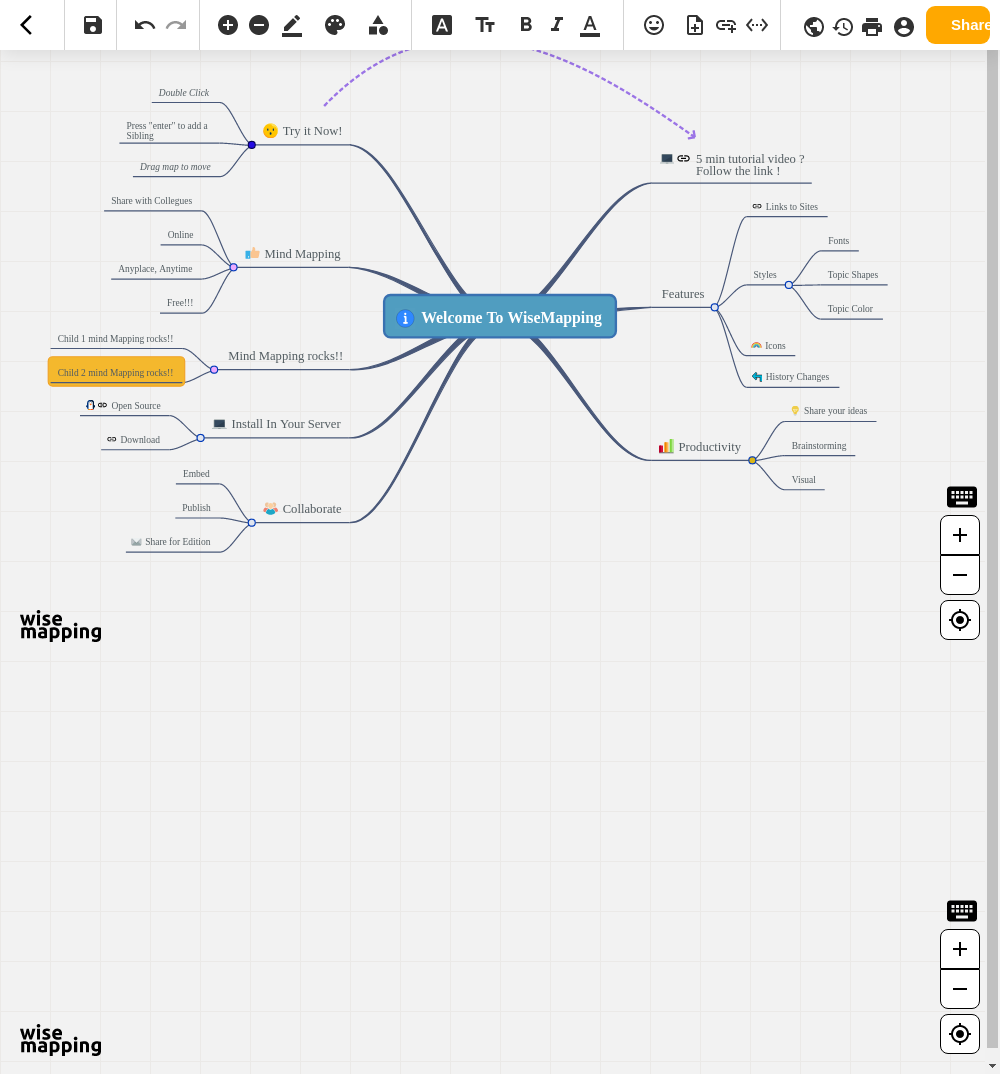 Share
Double Click
Press "enter" to add a
Sibling
Drag map to move
Try it Now!
Share with Collegues
Online
Anyplace, Anytime
Free!!!
Mind Mapping
Child 1 mind Mapping rocks!!
Child 2 mind Mapping rocks!!
Mind Mapping rocks!!
Open Source
Download
Install In Your Server
Embed
Publish
Share for Edition
Collaborate
Welcome To WiseMapping
5 min tutorial video ?
Follow the link !
Features
Links to Sites
Styles
Fonts
Topic Shapes
Topic Color
Icons
History Changes
Productivity
Share your ideas
Brainstorming
Visual
wise
mapping
wise
mapping